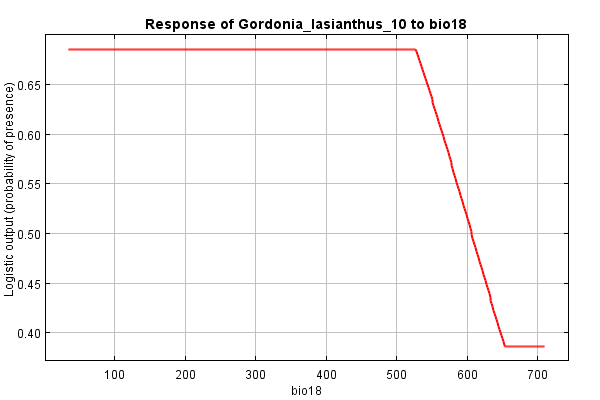 Response of Gordonia_lasianthus_10 to bio18
Logistic output (probability of presence)
0.65
0.60
0.55
0.50
0.45
0.40
100 200 300 400 500 600 700
bio18